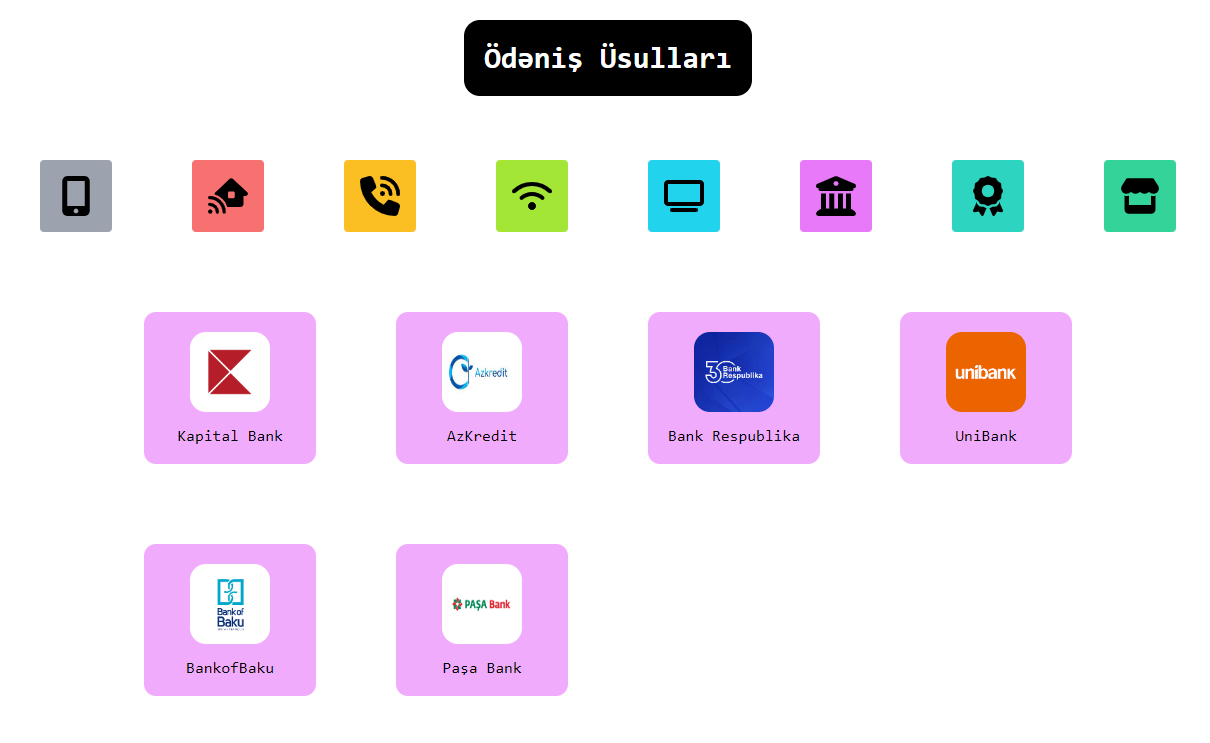 Ödəniş Üsulları
Azkredit
30 Bank
Respublika
unibank
Kapital Bank
AzKredit
Bank Respublika
UniBank
Bank of
Baku
PAŞA Bank
BankofBaku
Paşa Bank